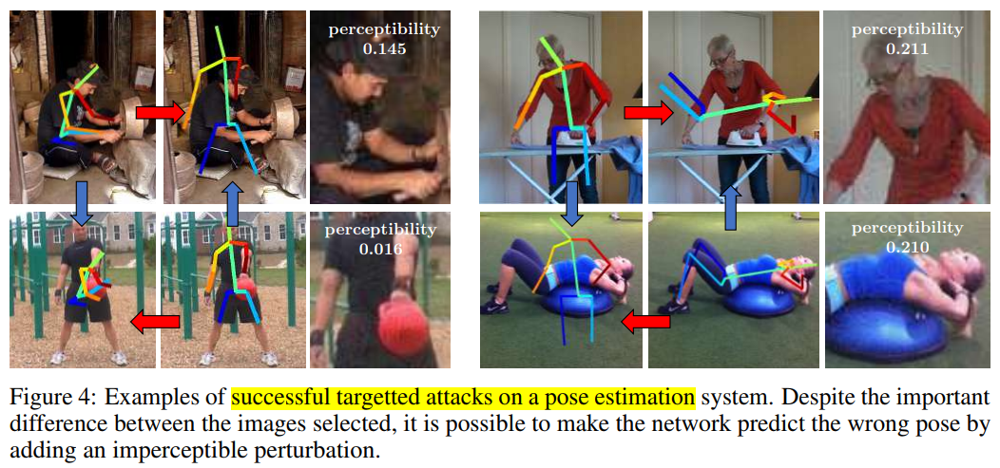 perceptibility
0.145
perceptibility
0.211
perceptibility
0.016
perceptibility
0.210
Figure 4: Examples of successful targetted attacks on a pose estimation system. Despite the important
difference between the images selected, it is possible to make the network predict the wrong pose by
adding an imperceptible perturbation.